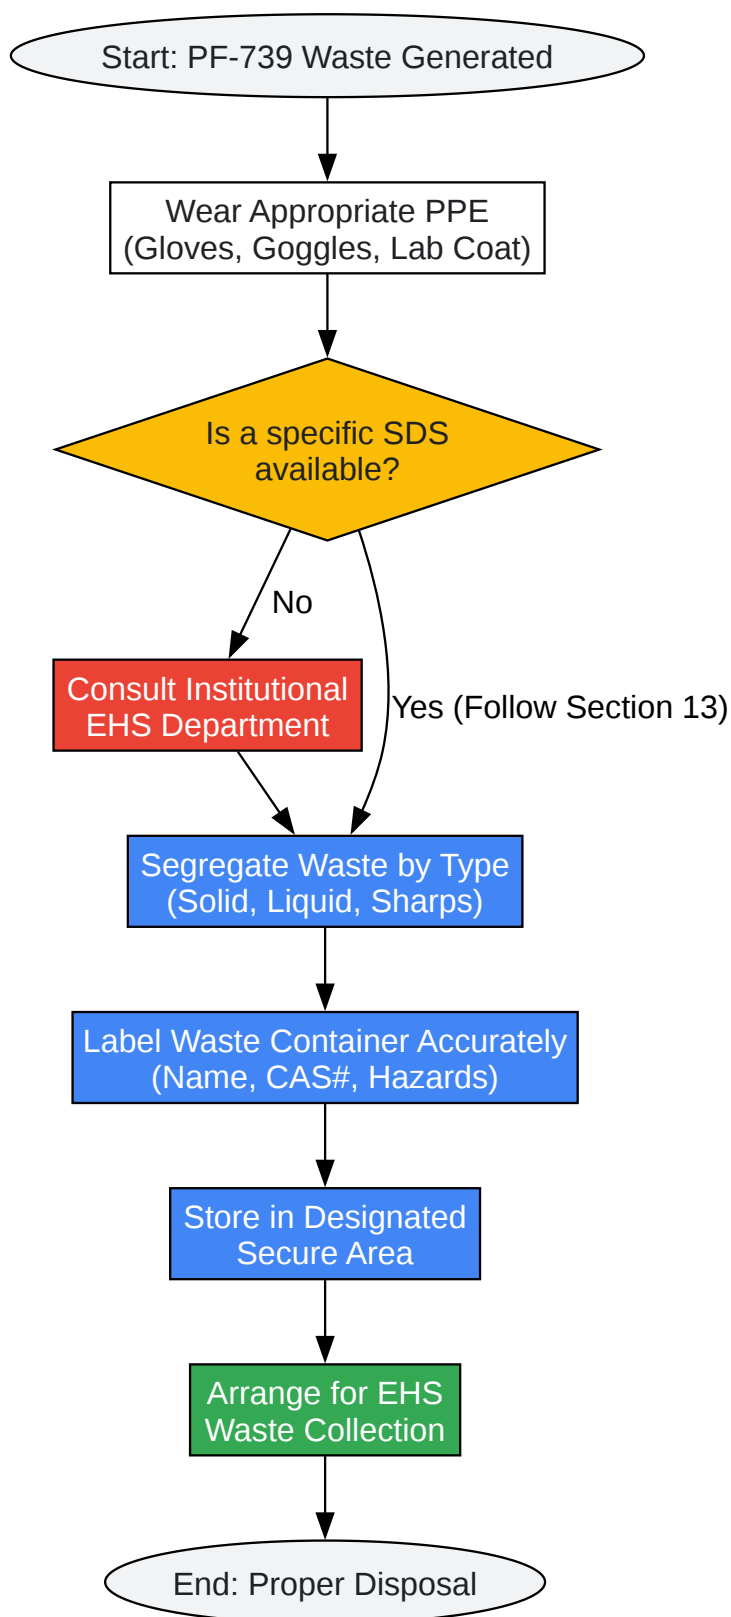 Start: PF-739 Waste Generated
Wear Appropriate PPE
(Gloves, Goggles, Lab Coat)
Is a specific SDS
available?
No
Consult Institutional
EHS Department
Yes (Follow Section 13)
Segregate Waste by Type
(Solid, Liquid, Sharps)
Label Waste Container Accurately
(Name, CAS#, Hazards)
Store in Designated
Secure Area
Arrange for EHS
Waste Collection
End: Proper Disposal